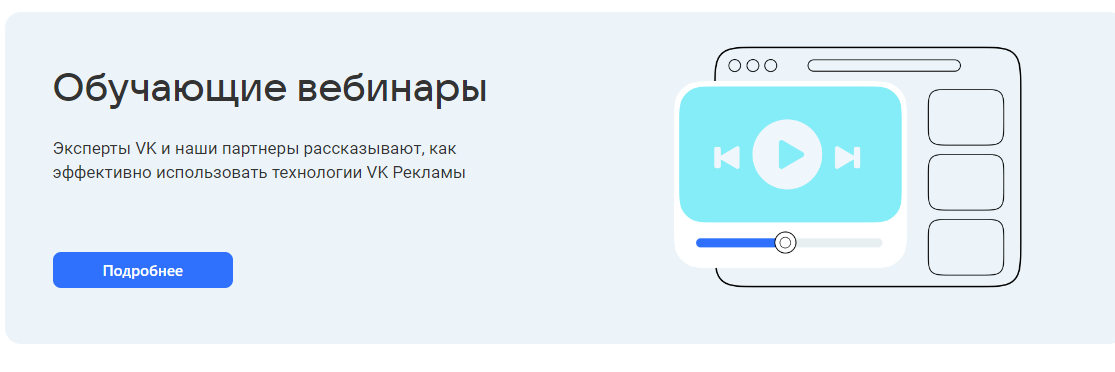 Обучающие вебинары
Эксперты VK и наши партнеры рассказывают, как
эффективно использовать технологии VK Рекламы
Подробнее